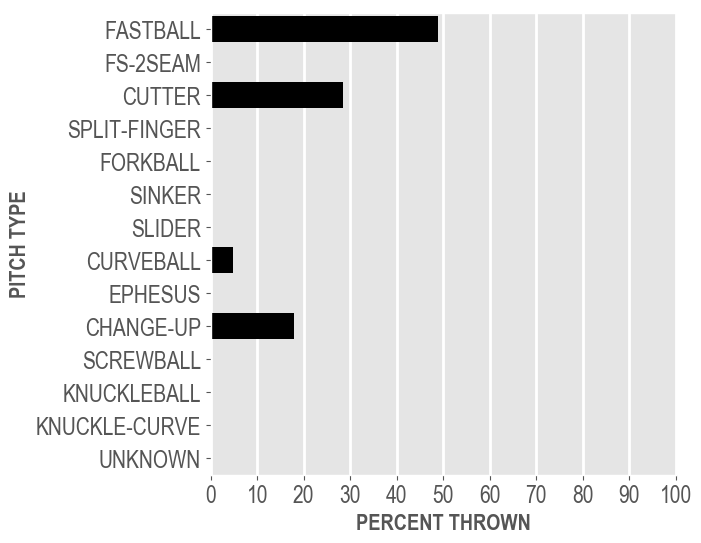 FASTBALL
FS-2SEAM
CUTTER
SPLIT-FINGER
FORKBALL
SINKER
SLIDER
CURVEBALL
EPHESUS
CHANGE-UP
SCREWBALL
KNUCKLEBALL
KNUCKLE-CURVE
UNKNOWN
PITCH TYPE
0 10 20 30 40 50 60 70 80 90 100
PERCENT THROWN